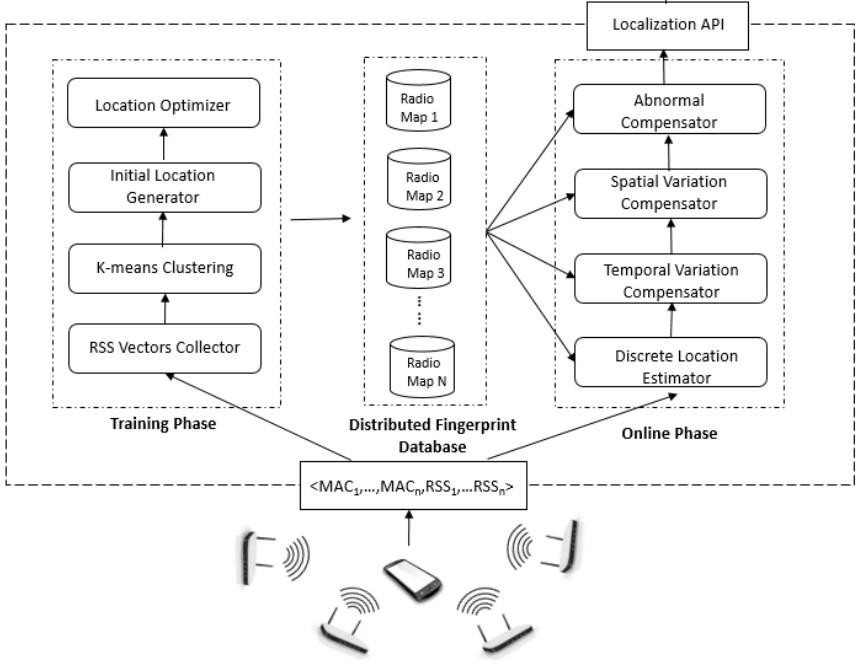 Localization API
Location Optimizer
Initial Location
Generator
K-means Clustering
RSS Vectors Collector
Training Phase
Radio
Map 1
Radio
Map 2
Radio
Map 3
Radio
Map N
Distributed Fingerprint
Database
Abnormal
Compensator
Spatial Variation
Compensator
Temporal Variation
Compensator
Discrete Location
Estimator
Online Phase
<MAC₁,...,MACₙ,RSS₁,...RSSₙ>